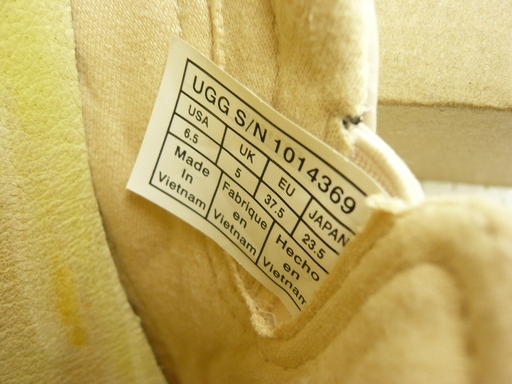 UGG S/N 1014369
USA UK EU JAPAN
6.5 5 37.5 23.5
Made In Vietnam
Fabrique en Vietnam
Hecho en Vietnam